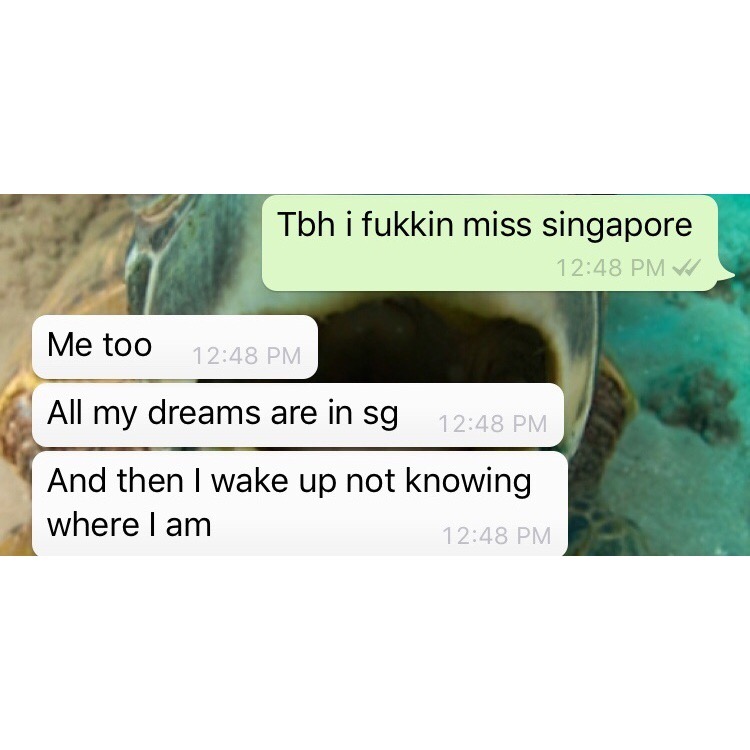 Tbh i fukkin miss singapore
12:48 PM
Me too 12:48 PM
All my dreams are in sg 12:48 PM
And then I wake up not knowing
where I am 12:48 PM